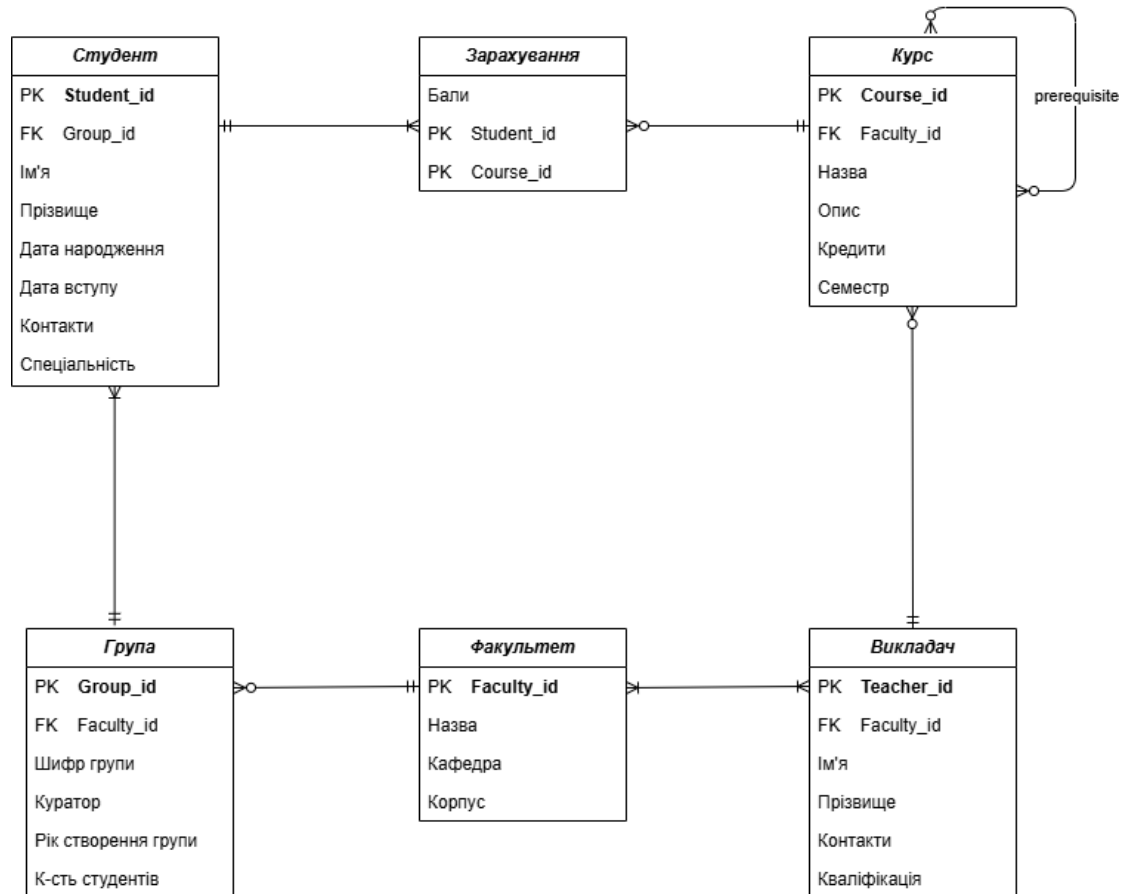 Студент
PK Student_id
FK Group_id
Ім'я
Прізвище
Дата народження
Дата вступу
Контакти
Спеціальність
Зарахування
Бали
PK Student_id
PK Course_id
Курс
PK Course_id
FK Faculty_id
Назва
Опис
Кредити
Семестр
prerequisite
Група
PK Group_id
FK Faculty_id
Шифр групи
Куратор
Рік створення групи
К-сть студентів
Факультет
PK Faculty_id
Назва
Кафедра
Корпус
Викладач
PK Teacher_id
FK Faculty_id
Ім'я
Прізвище
Контакти
Кваліфікація